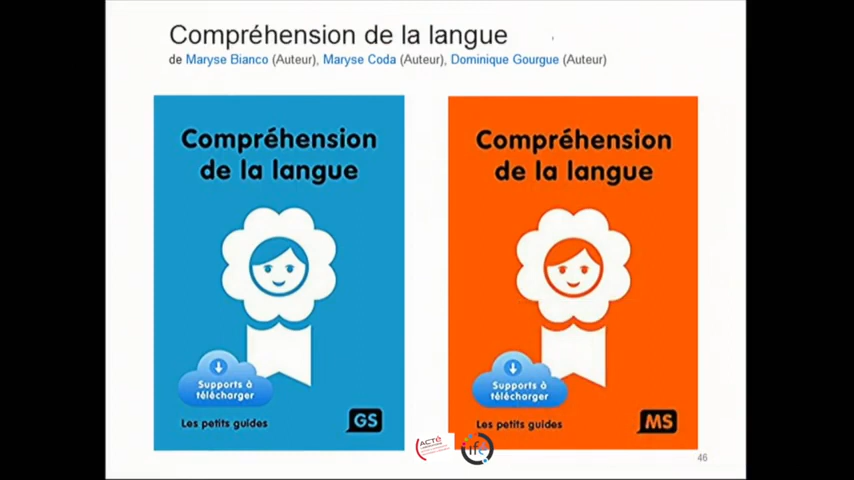 Compréhension de la langue
de Maryse Bianco (Auteur), Maryse Coda (Auteur), Dominique Gourgue (Auteur)
Compréhension
de la langue
Supports à
télécharger
Les petits guides
GS
Compréhension
de la langue
Supports à
télécharger
Les petits guides
MS
ACTÉ
ifé
46